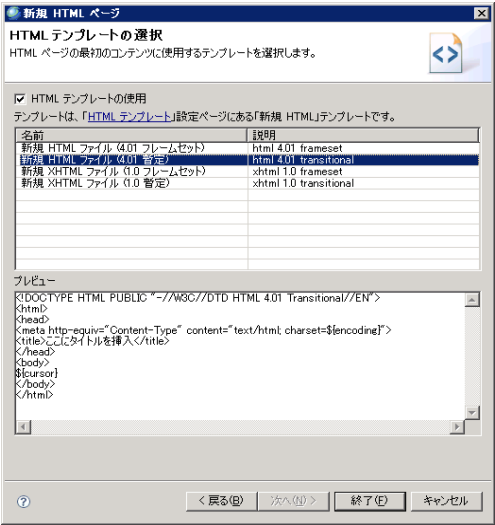 新規 HTML ページ
HTML テンプレートの選択
HTML ページの最初のコンテンツに使用するテンプレートを選択します。
HTML テンプレートの使用
テンプレートは、「HTML テンプレート」設定ページにある「新規 HTML」テンプレートです。
名前 説明
新規 HTML ファイル (4.01 フレームセット) html 4.01 frameset
新規 HTML ファイル (4.01 暫定) html 4.01 transitional
新規 XHTML ファイル (1.0 フレームセット) xhtml 1.0 frameset
新規 XHTML ファイル (1.0 暫定) xhtml 1.0 transitional
プレビュー
<!DOCTYPE HTML PUBLIC "-//W3C//DTD HTML 4.01 Transitional//EN">
<html>
<head>
<meta http-equiv="Content-Type" content="text/html; charset=${encoding}">
<title>ここにタイトルを挿入</title>
</head>
<body>
${cursor}
</body>
</html>
< 戻る(B) 次へ(N) > 終了(F) キャンセル